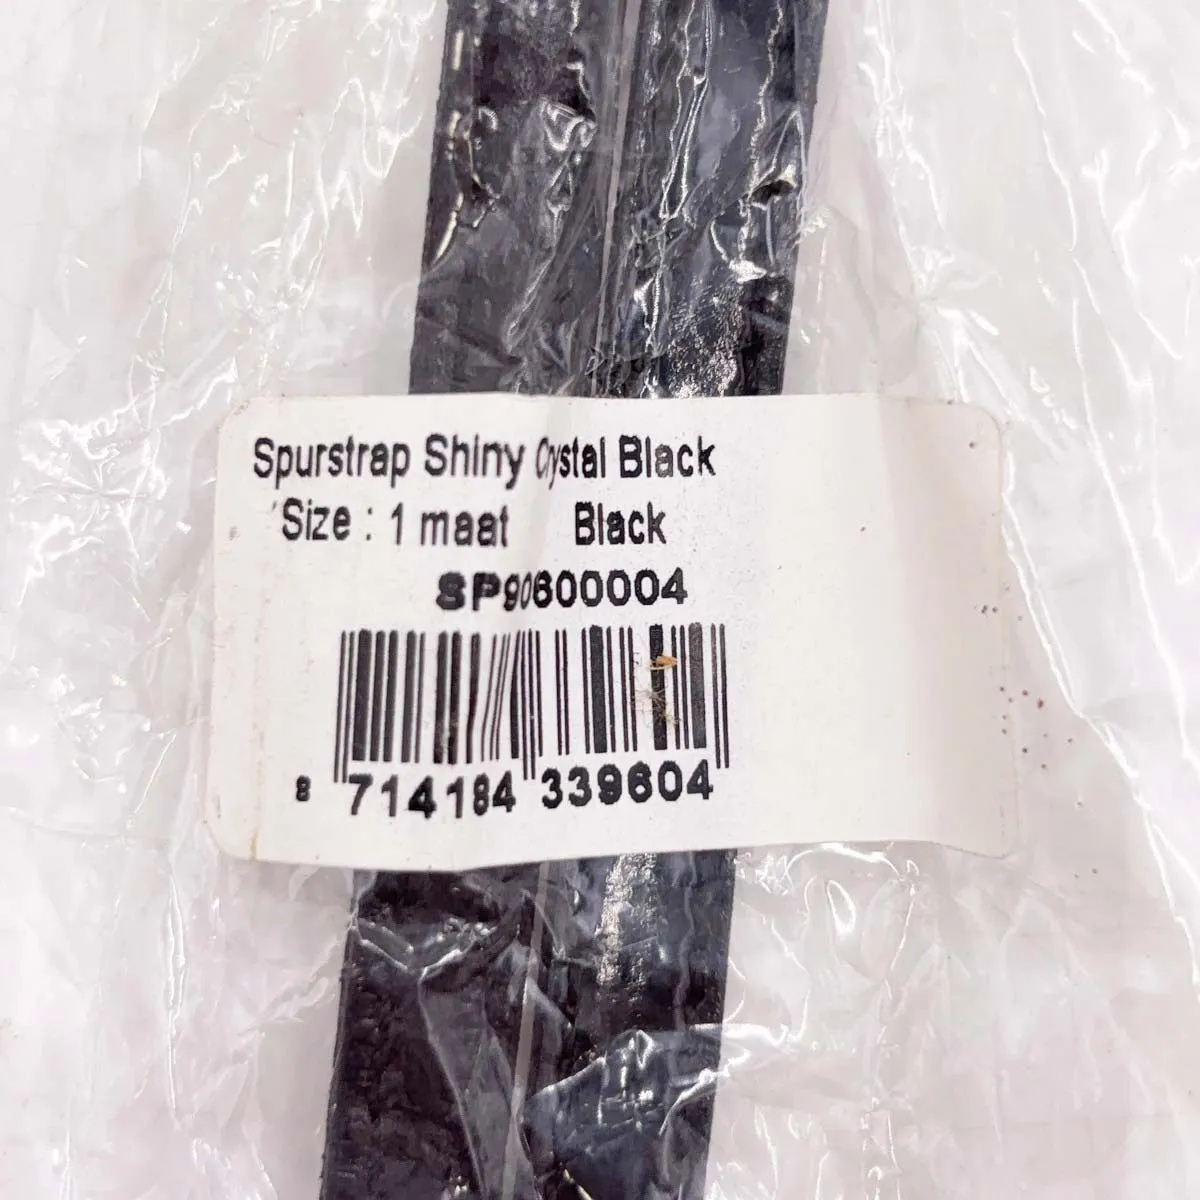 Spurstrap Shiny Crystal Black
Size : 1 maat Black
SP90600004
8 714184 339604